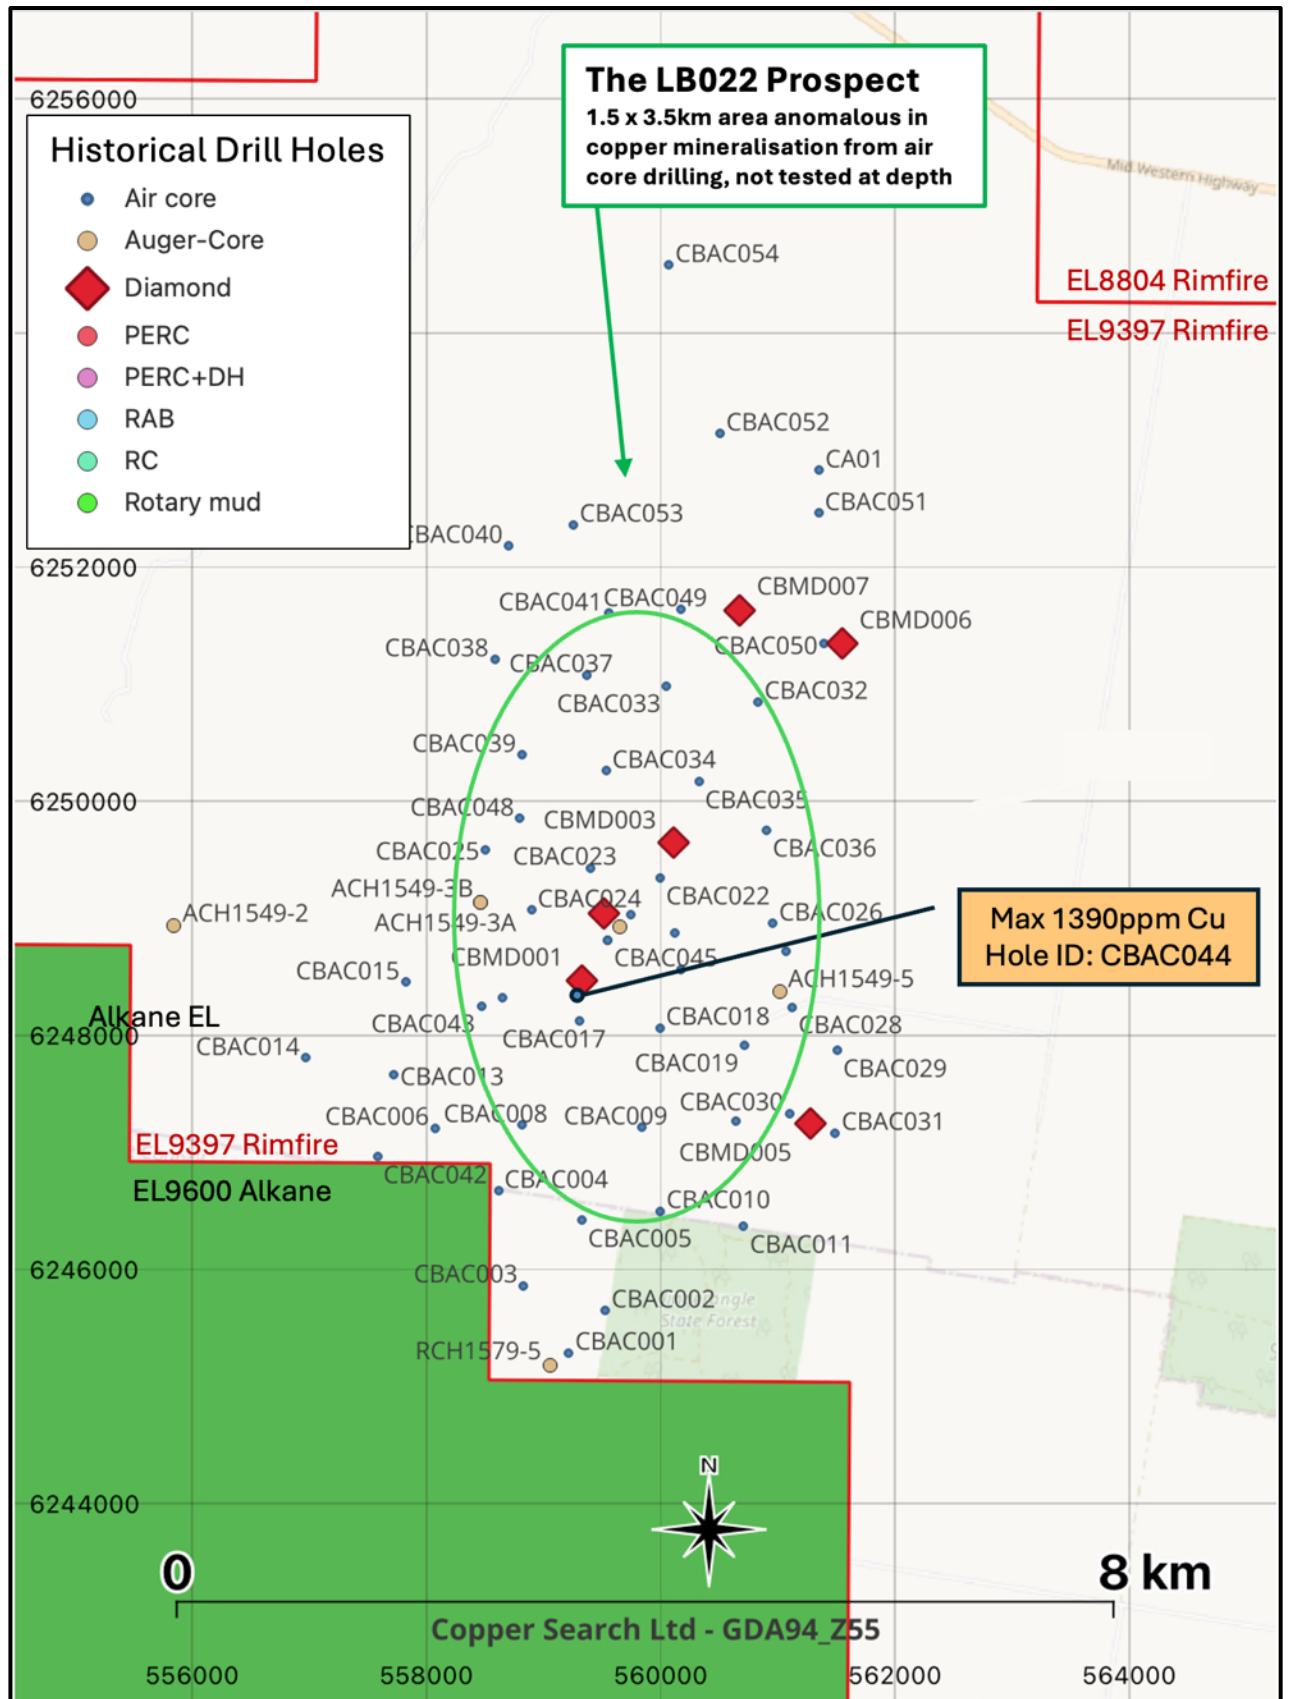 The LB022 Prospect
1.5 x 3.5km area anomalous in
copper mineralisation from air
core drilling, not tested at depth
6256000
Historical Drill Holes
Air core
Auger-Core
Diamond
PERC
PERC+DH
RAB
RC
Rotary mud
Mid Western Highway
CBAC054
EL8804 Rimfire
EL9397 Rimfire
CBAC052
CA01
CBAC051
CBAC053
CBAC040
6252000
CBMD007
CBAC041
CBAC049
CBMD006
CBAC050
CBAC038
CBAC037
CBAC032
CBAC033
CBAC039
CBAC034
6250000
CBAC035
CBAC048
CBMD003
CBAC036
CBAC025
CBAC023
ACH1549-3B
CBAC024
CBAC022
ACH1549-2
CBAC026
ACH1549-3A
Max 1390ppm Cu
Hole ID: CBAC044
CBMD001
CBAC045
CBAC015
ACH1549-5
Alkane EL
6248000
CBAC043
CBAC018
CBAC028
CBAC014
CBAC017
CBAC019
CBAC029
CBAC013
CBAC006
CBAC008
CBAC009
CBAC030
CBAC031
EL9397 Rimfire
CBMD005
CBAC042
CBAC004
EL9600 Alkane
CBAC010
CBAC005
CBAC011
6246000
CBAC003
CBAC002
State Forest
CBAC001
RCH1579-5
N
6244000
0
8 km
Copper Search Ltd - GDA94_Z55
556000
558000
560000
562000
564000